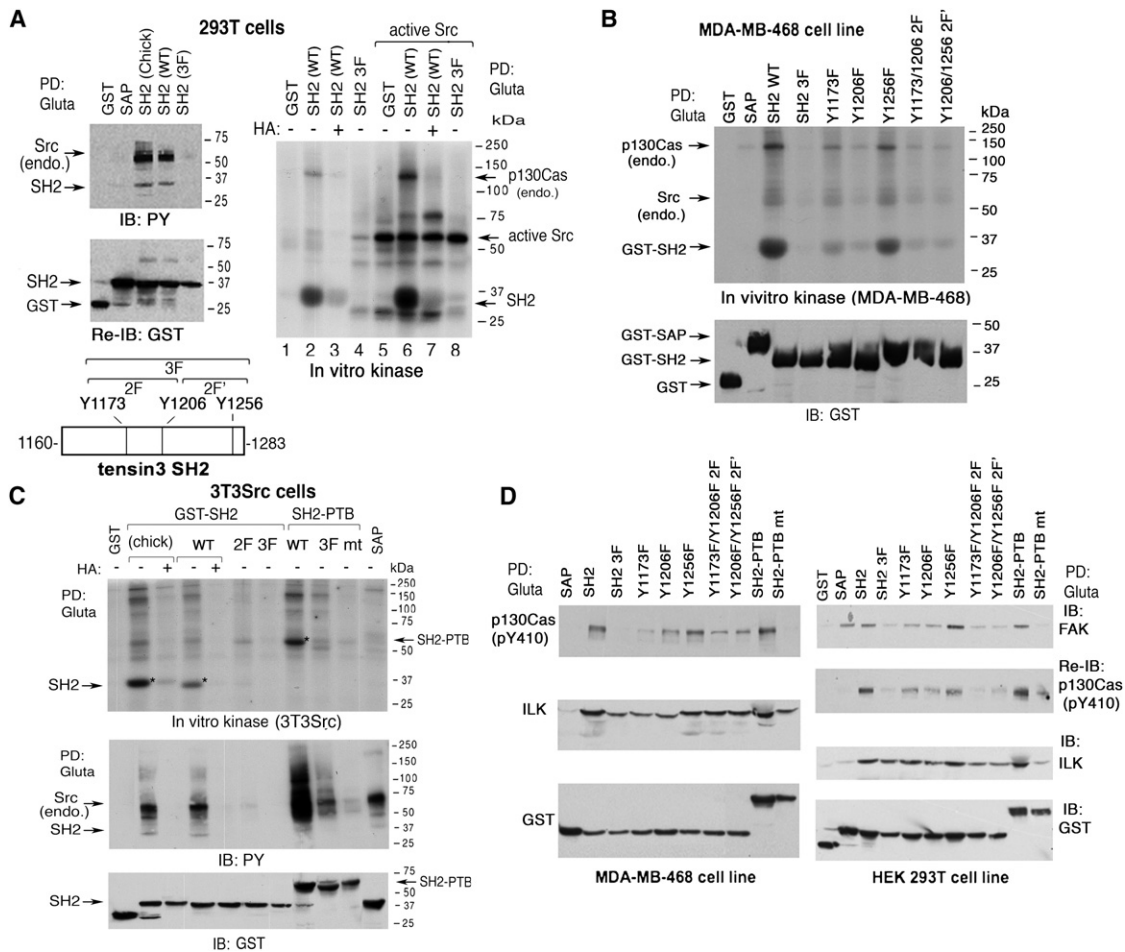 A
293T cells
PD:
Gluta
GST
SAP
SH2 (Chick)
SH2 (WT)
SH2 (3F)
Src
(endo.)
SH2
75
50
37
25
IB: PY
SH2
GST
75
50
37
25
Re-IB: GST
active Src
GST
SH2 (WT)
SH2 (WT)
SH2 3F
GST
SH2 (WT)
SH2 (WT)
SH2 3F
PD:
Gluta
kDa
HA: - - + - - - + -
250
150
100
75
50
37
25
p130Cas
(endo.)
active Src
SH2
1 2 3 4 5 6 7 8
In vitro kinase
3F
2F 2F'
Y1173 Y1206 Y1256
1160- -1283
tensin3 SH2
B
MDA-MB-468 cell line
PD:
Gluta
GST
SAP
SH2 WT
SH2 3F
Y1173F
Y1206F
Y1256F
Y1173/1206 2F
Y1206/1256 2F'
kDa
p130Cas
(endo.)
Src
(endo.)
GST-SH2
250
150
100
75
50
37
25
In vivitro kinase (MDA-MB-468)
GST-SAP
GST-SH2
GST
50
37
25
IB: GST
C
3T3Src cells
GST-SH2 SH2-PTB
GST
(chick) WT 2F 3F WT 3F mt
SAP
HA: - - + - + - - - - - -
kDa
PD:
Gluta
SH2
250
150
100
75
50
37
25
SH2-PTB
* * *
In vitro kinase (3T3Src)
PD:
Gluta
Src
(endo.)
SH2
250
150
100
75
50
37
25
IB: PY
SH2
75
50
37
25
SH2-PTB
IB: GST
D
PD:
Gluta
SAP
SH2
SH2 3F
Y1173F
Y1206F
Y1256F
Y1173F/Y1206F 2F
Y1206F/Y1256F 2F'
SH2-PTB
SH2-PTB mt
p130Cas
(pY410)
ILK
GST
MDA-MB-468 cell line
PD:
Gluta
GST
SAP
SH2
SH2 3F
Y1173F
Y1206F
Y1256F
Y1173F/Y1206F 2F
Y1206F/Y1256F 2F'
SH2-PTB
SH2-PTB mt
IB:
FAK
Re-IB:
p130Cas
(pY410)
IB:
ILK
IB:
GST
HEK 293T cell line